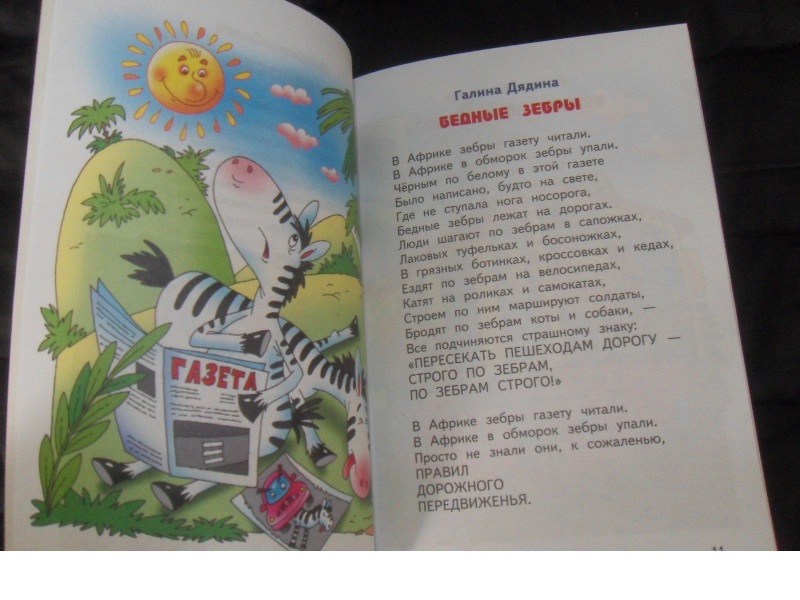 ГАЗЕТА
Галина Дядина
БЕДНЫЕ ЗЕБРЫ
В Африке зебры газету читали.
В Африке в обморок зебры упали.
Чёрным по белому в этой газете
Было написано, будто на свете,
Где не ступала нога носорога,
Бедные зебры лежат на дорогах.
Люди шагают по зебрам в сапожках,
Лаковых туфельках и босоножках,
В грязных ботинках, кроссовках и кедах,
Ездят по зебрам на велосипедах,
Катят на роликах и самокатах,
Строем по ним маршируют солдаты,
Бродят по зебрам коты и собаки, —
Все подчиняются страшному знаку:
«ПЕРЕСЕКАТЬ ПЕШЕХОДАМ ДОРОГУ —
СТРОГО ПО ЗЕБРАМ,
ПО ЗЕБРАМ СТРОГО!»
В Африке зебры газету читали.
В Африке в обморок зебры упали.
Просто не знали они, к сожаленью,
ПРАВИЛ
ДОРОЖНОГО
ПЕРЕДВИЖЕНЬЯ.